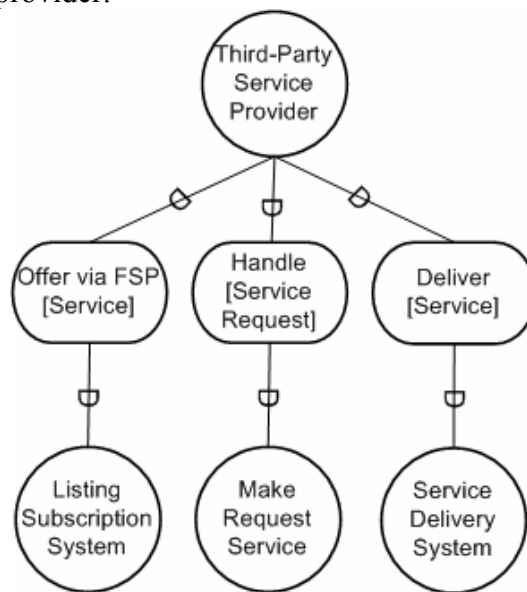 provider.
Third-Party
Service
Provider
Offer via FSP
[Service]
Handle
[Service
Request]
Deliver
[Service]
Listing
Subscription
System
Make
Request
Service
Service
Delivery
System